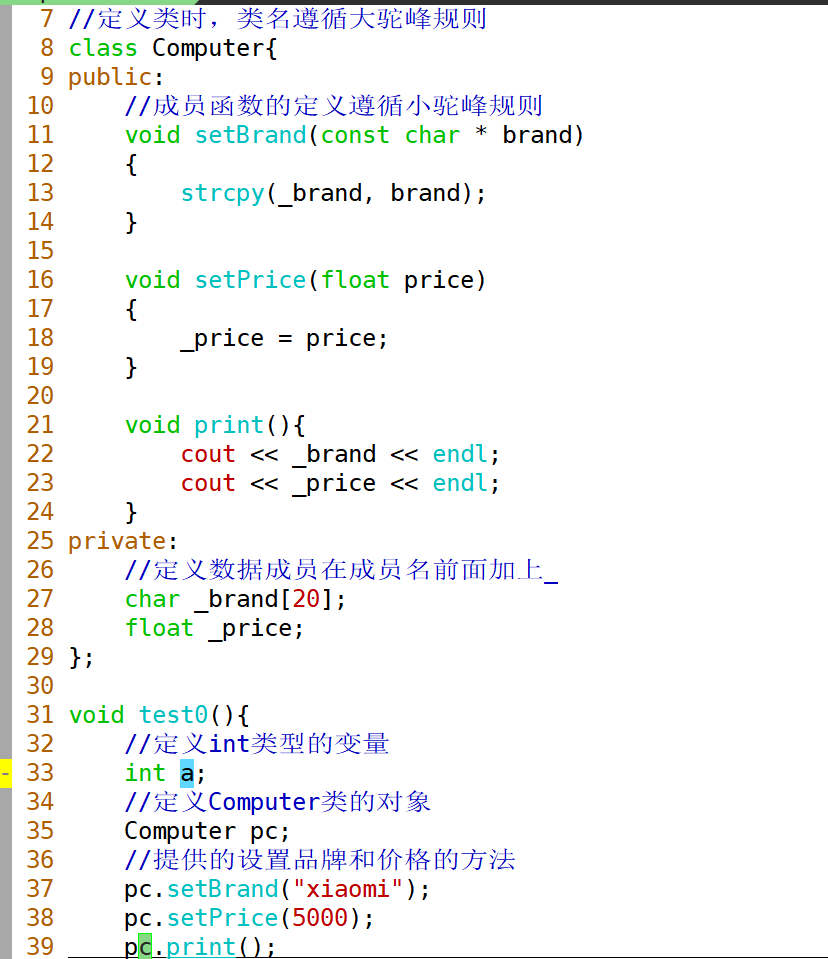 7 //定义类时，类名遵循大驼峰规则
8 class Computer{
9 public:
10     //成员函数的定义遵循小驼峰规则
11     void setBrand(const char * brand)
12     {
13         strcpy(_brand, brand);
14     }
15
16     void setPrice(float price)
17     {
18         _price = price;
19     }
20
21     void print(){
22         cout << _brand << endl;
23         cout << _price << endl;
24     }
25 private:
26     //定义数据成员在成员名前面加上_
27     char _brand[20];
28     float _price;
29 };
30
31 void test0(){
32     //定义int类型的变量
33     int a;
34     //定义Computer类的对象
35     Computer pc;
36     //提供的设置品牌和价格的方法
37     pc.setBrand("xiaomi");
38     pc.setPrice(5000);
39     pc.print();